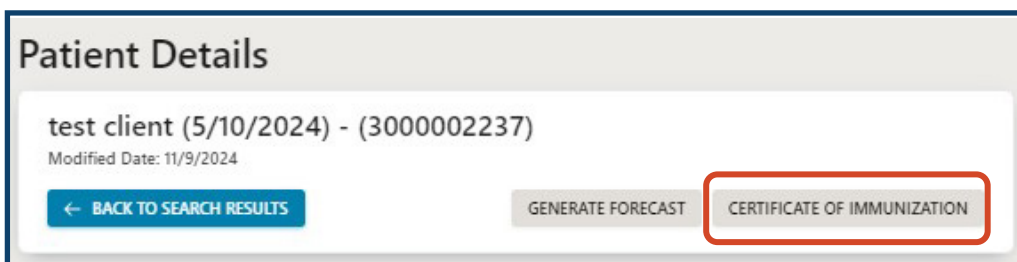 Patient Details
test client (5/10/2024) - (3000002237)
Modified Date: 11/9/2024
← BACK TO SEARCH RESULTS GENERATE FORECAST CERTIFICATE OF IMMUNIZATION